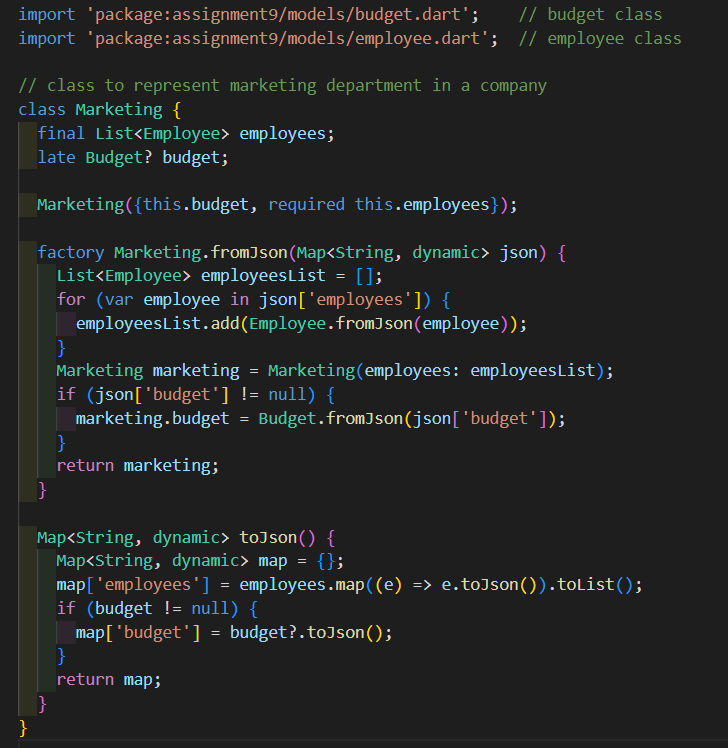 import 'package:assignment9/models/budget.dart';    // budget class
import 'package:assignment9/models/employee.dart';  // employee class

// class to represent marketing department in a company
class Marketing {
  final List<Employee> employees;
  late Budget? budget;

  Marketing({this.budget, required this.employees});

  factory Marketing.fromJson(Map<String, dynamic> json) {
    List<Employee> employeesList = [];
    for (var employee in json['employees']) {
      employeesList.add(Employee.fromJson(employee));
    }
    Marketing marketing = Marketing(employees: employeesList);
    if (json['budget'] != null) {
      marketing.budget = Budget.fromJson(json['budget']);
    }
    return marketing;
  }

  Map<String, dynamic> toJson() {
    Map<String, dynamic> map = {};
    map['employees'] = employees.map((e) => e.toJson()).toList();
    if (budget != null) {
      map['budget'] = budget?.toJson();
    }
    return map;
  }
}